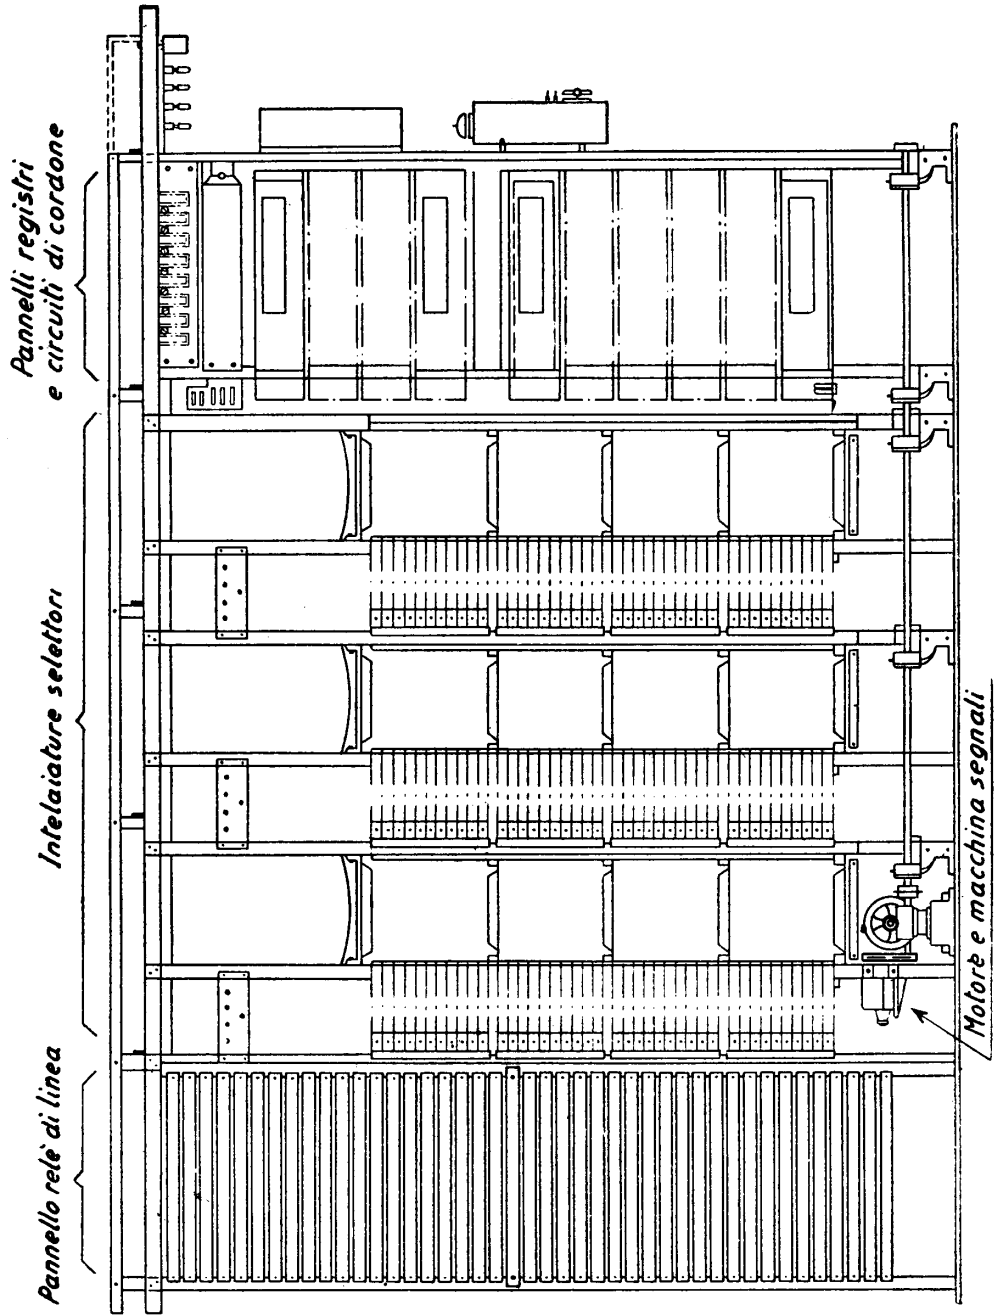 Pannello relè di linea
Intelaiature selettori
Pannelli registri
e circuiti di cordone
Motore e macchina segnali